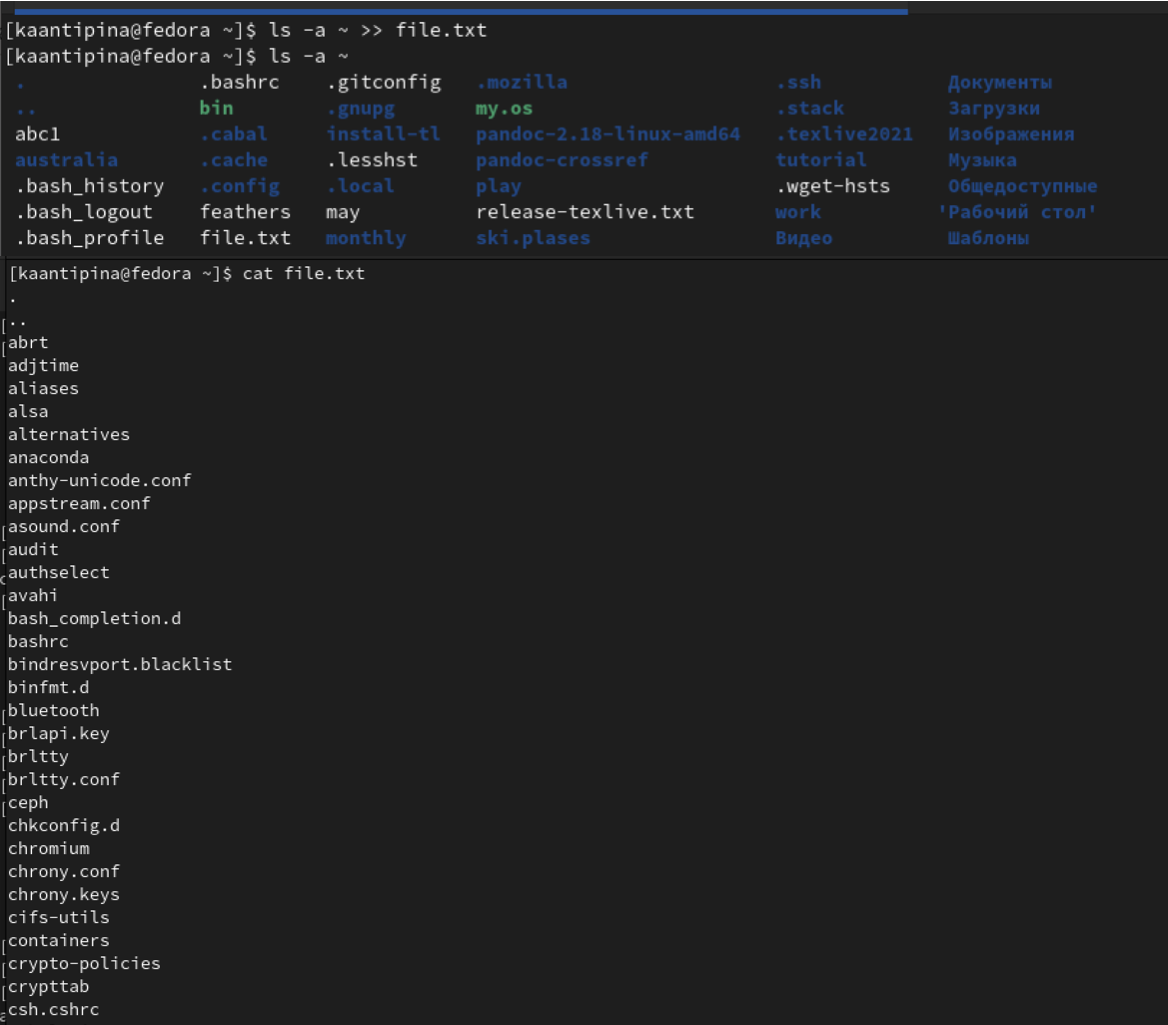 [kaantipina@fedora ~]$ ls -a ~ >> file.txt
[kaantipina@fedora ~]$ ls -a ~
. .bashrc .gitconfig .mozilla .ssh Документы
.. bin .gnupg my.os .stack Загрузки
abc1 .cabal install-tl pandoc-2.18-linux-amd64 .texlive2021 Изображения
australia .cache .lesshst pandoc-crossref tutorial Музыка
.bash_history .config .local play .wget-hsts Общедоступные
.bash_logout feathers may release-texlive.txt work 'Рабочий стол'
.bash_profile file.txt monthly ski.plases Видео Шаблоны
[kaantipina@fedora ~]$ cat file.txt
.
..
abrt
adjtime
aliases
alsa
alternatives
anaconda
anthy-unicode.conf
appstream.conf
asound.conf
audit
authselect
avahi
bash_completion.d
bashrc
bindresvport.blacklist
binfmt.d
bluetooth
brlapi.key
brltty
brltty.conf
ceph
chkconfig.d
chromium
chrony.conf
chrony.keys
cifs-utils
containers
crypto-policies
crypttab
csh.cshrc